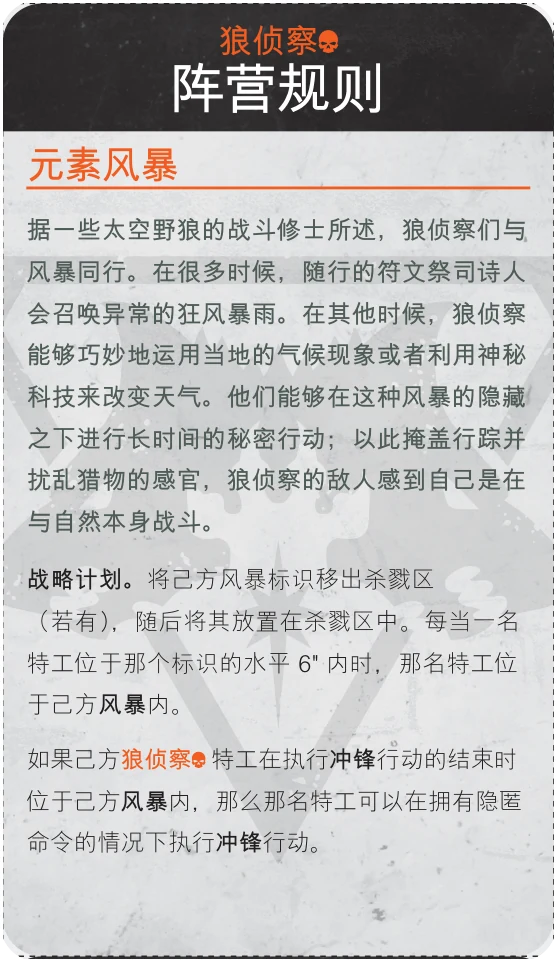 狼侦察
阵营规则
元素风暴
据一些太空野狼的战斗修士所述，狼侦察们与
风暴同行。在很多时候，随行的符文祭司诗人
会召唤异常的狂风暴雨。在其他时候，狼侦察
能够巧妙地运用当地的气候现象或者利用神秘
科技来改变天气。他们能够在这种风暴的隐藏
之下进行长时间的秘密行动；以此掩盖行踪并
扰乱猎物的感官，狼侦察的敌人感到自己是在
与自然本身战斗。
战略计划。将己方风暴标识移出杀戮区
（若有），随后将其放置在杀戮区中。每当一名
特工位于那个标识的水平 6" 内时，那名特工位
于己方风暴内。
如果己方狼侦察特工在执行冲锋行动的结束时
位于己方风暴内，那么那名特工可以在拥有隐匿
命令的情况下执行冲锋行动。